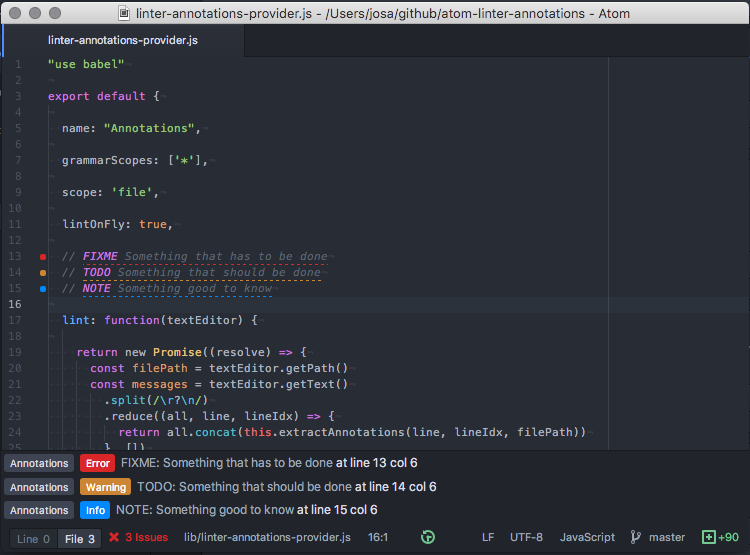 linter-annotations-provider.js - /Users/josa/github/atom-linter-annotations - Atom
linter-annotations-provider.js
1 "use babel"¬
2 ¬
3 export default {¬
4 ¬
5 name: "Annotations",¬
6 ¬
7 grammarScopes: ['*'],¬
8 ¬
9 scope: 'file',¬
10 ¬
11 lintOnFly: true,¬
12 ¬
13 // FIXME Something that has to be done¬
14 // TODO Something that should be done¬
15 // NOTE Something good to know¬
16 ¬
17 lint: function(textEditor) {¬
18 ¬
19 return new Promise((resolve) => {¬
20 const filePath = textEditor.getPath()¬
21 const messages = textEditor.getText()¬
22 .split(/\r?\n/)¬
23 .reduce((all, line, lineIdx) => {¬
24 return all.concat(this.extractAnnotations(line, lineIdx, filePath))¬
25 }, [])¬
Annotations Error FIXME: Something that has to be done at line 13 col 6
Annotations Warning TODO: Something that should be done at line 14 col 6
Annotations Info NOTE: Something good to know at line 15 col 6
Line 0 File 3 3 Issues lib/linter-annotations-provider.js 16:1 LF UTF-8 JavaScript master +90